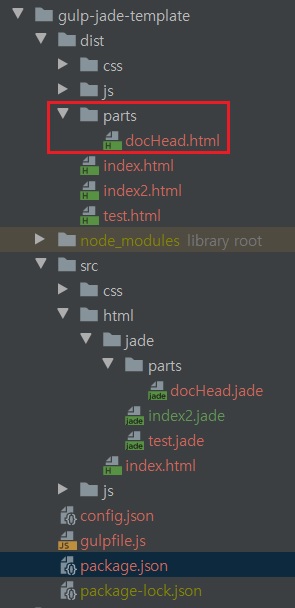 gulp-jade-template
dist
css
js
parts
docHead.html
index.html
index2.html
test.html
node_modules library root
src
css
html
jade
parts
docHead.jade
index2.jade
test.jade
index.html
js
config.json
gulpfile.js
package.json
package-lock.json